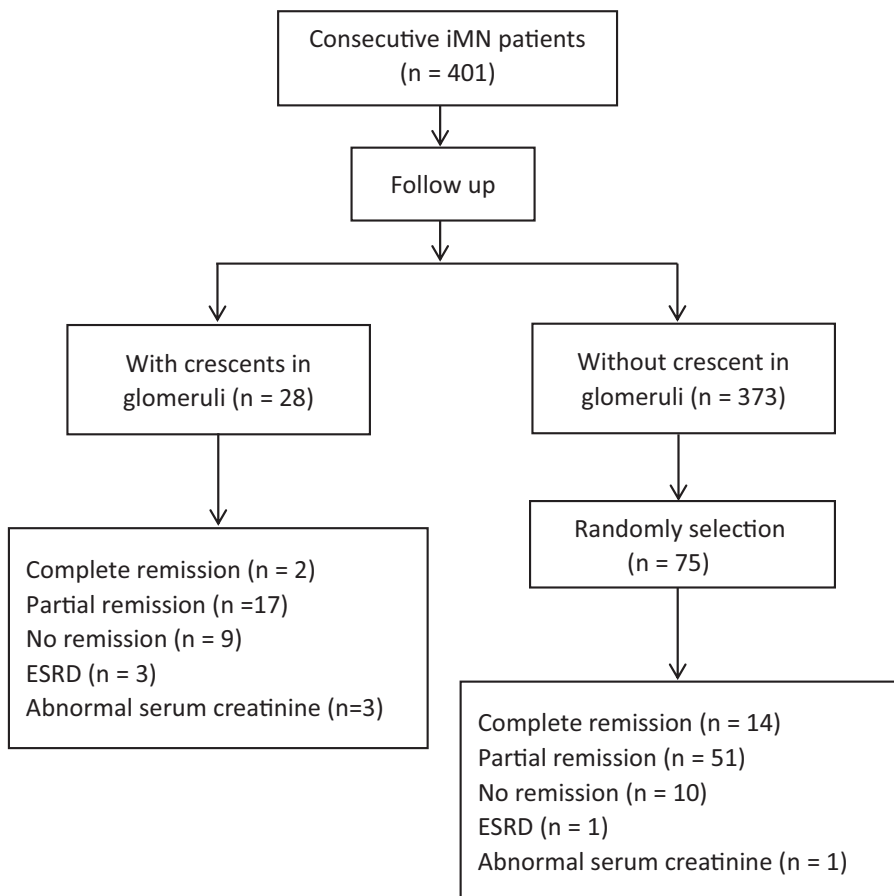 Consecutive iMN patients
(n = 401)
Follow up
With crescents in
glomeruli (n = 28)
Without crescent in
glomeruli (n = 373)
Randomly selection
(n = 75)
Complete remission (n = 2)
Partial remission (n =17)
No remission (n = 9)
ESRD (n = 3)
Abnormal serum creatinine (n=3)
Complete remission (n = 14)
Partial remission (n = 51)
No remission (n = 10)
ESRD (n = 1)
Abnormal serum creatinine (n = 1)